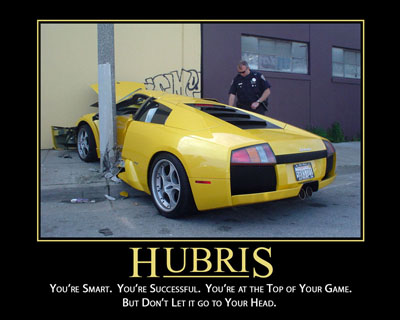 HUBRIS
YOU'RE SMART. YOU'RE SUCCESSFUL. YOU'RE AT THE TOP OF YOUR GAME.
BUT DON'T LET IT GO TO YOUR HEAD.